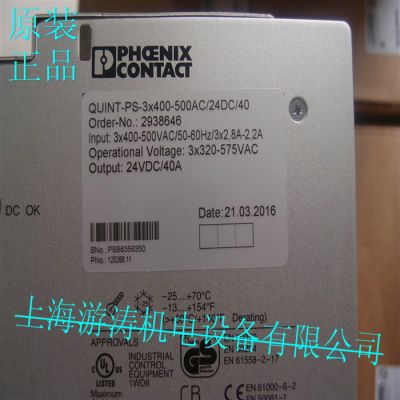 原装
正品
PHOENIX
CONTACT
QUINT-PS-3x400-500AC/24DC/40
Order-No.: 2938646
Input: 3x400-500VAC/50-60Hz/3x2,8A-2,2A
Operational Voltage: 3x320-575VAC
Output: 24VDC/40A
DC OK
Date: 21.03.2016
SNo.: PSB6356350
PNo.: 120268.11
-25....+70°C
-13....+154°F
Derating)
上海游涛机电设备有限公司
APPROVALS
UL
LISTED
INDUSTRIAL
CONTROL
EQUIPMENT
1WD6
EN 61558-2-17
EN 61000-6-2